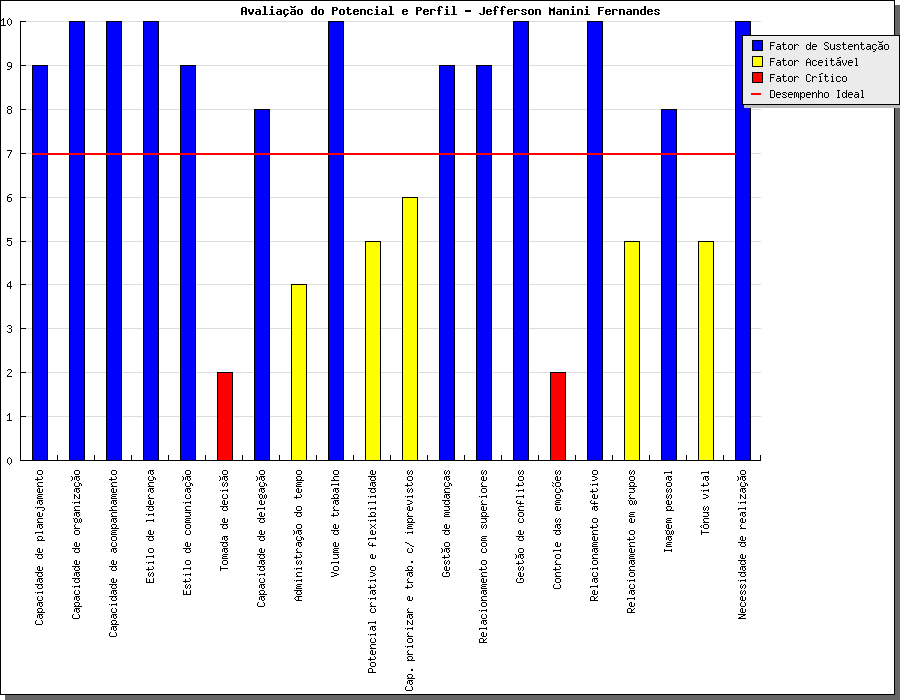 Avaliação do Potencial e Perfil - Jefferson Manini Fernandes
10
9
8
7
6
5
4
3
2
1
0
Fator de Sustentação
Fator Aceitável
Fator Crítico
Desempenho Ideal
Capacidade de planejamento
Capacidade de organização
Capacidade de acompanhamento
Estilo de liderança
Estilo de comunicação
Tomada de decisão
Capacidade de delegação
Administração do tempo
Volume de trabalho
Potencial criativo e flexibilidade
Cap. priorizar e trab. c/ imprevistos
Gestão de mudanças
Relacionamento com superiores
Gestão de conflitos
Controle das emoções
Relacionamento afetivo
Relacionamento em grupos
Imagem pessoal
Tônus vital
Necessidade de realização